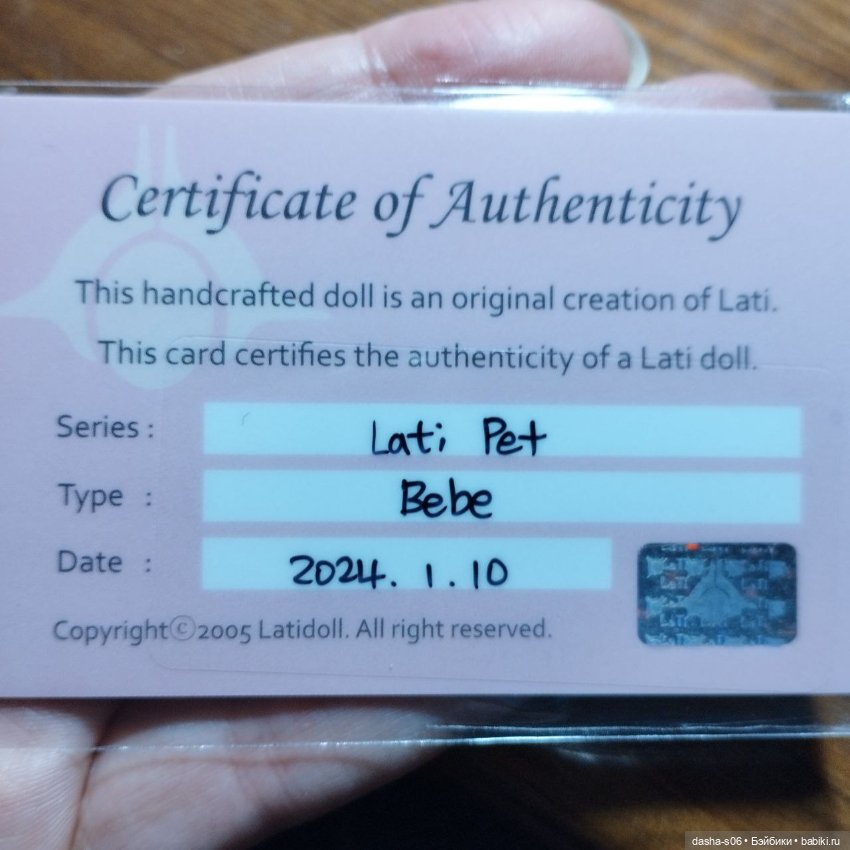 Certificate of Authenticity
This handcrafted doll is an original creation of Lati.
This card certifies the authenticity of a Lati doll.
Series : Lati Pet
Type : Bebe
Date : 2024. 1. 10
Copyright©2005 Latidoll. All right reserved.
dasha-s06 • Бэйбики • babiki.ru